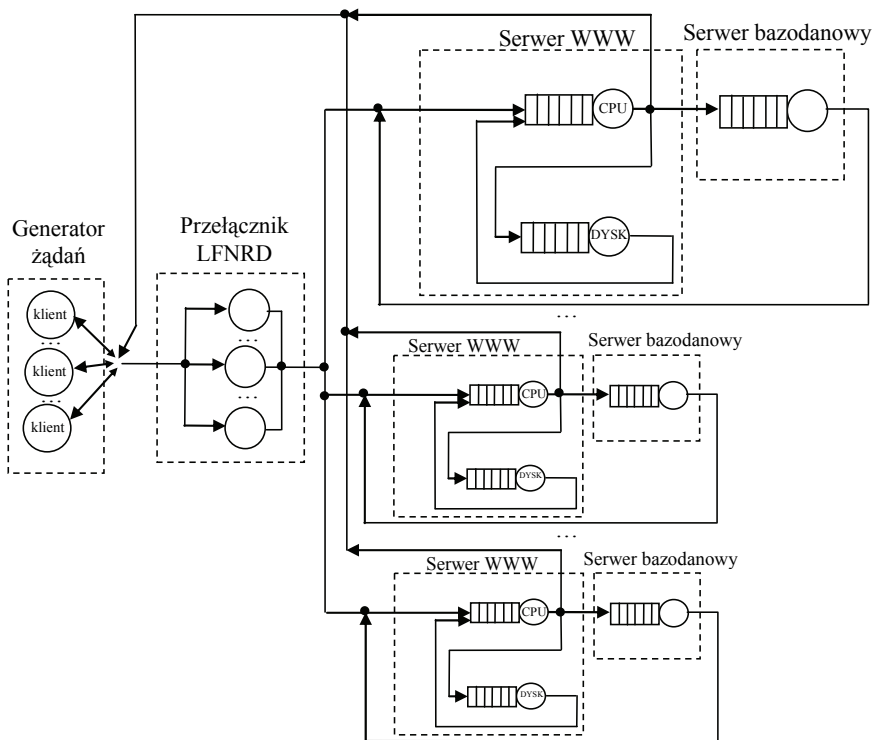 Serwer WWW
Serwer bazodanowy
CPU
DYSK
Generator
żądań
Przełącznik
LFNRD
klient
...
klient
...
klient
...
...
...
Serwer WWW
Serwer bazodanowy
CPU
DYSK
...
Serwer WWW
Serwer bazodanowy
CPU
DYSK